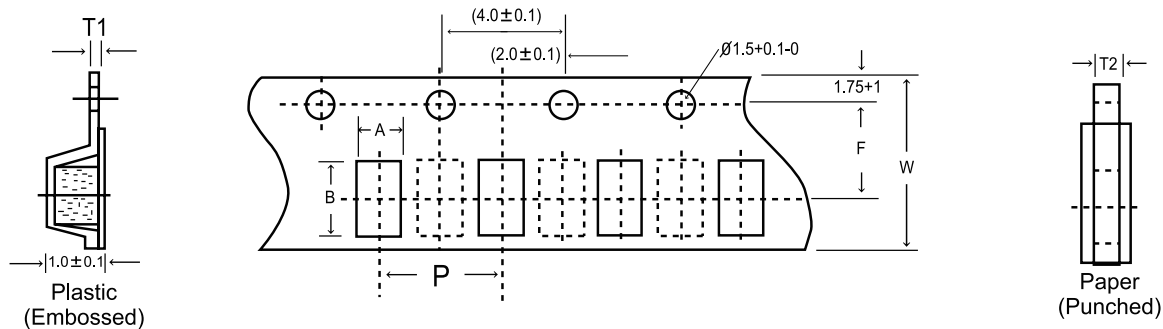 T1
(4.0±0.1)
(2.0±0.1)
Ø1.5+0.1-0
1.75+1
T2
A
F
W
B
P
1.0±0.1
Plastic
(Embossed)
Paper
(Punched)